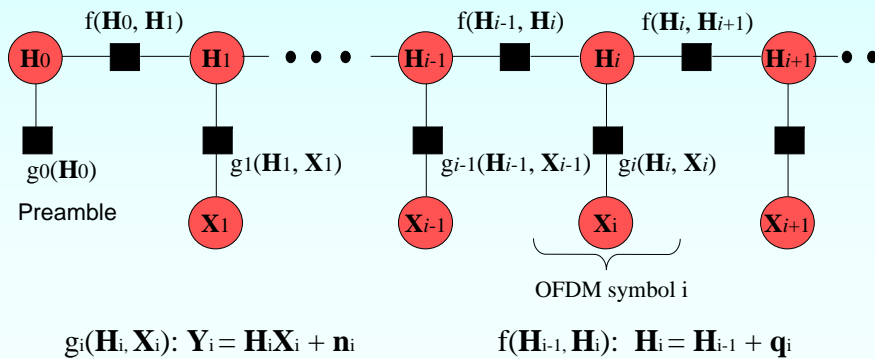 f(H0, H1) f(Hi-1, Hi) f(Hi, Hi+1)
H0 H1 • • • Hi-1 Hi Hi+1 • •
g0(H0) g1(H1, X1) gi-1(Hi-1, Xi-1) gi(Hi, Xi)
Preamble X1 Xi-1 Xi Xi+1
OFDM symbol i
gi(Hi, Xi): Yi = HiXi + ni f(Hi-1, Hi): Hi = Hi-1 + qi